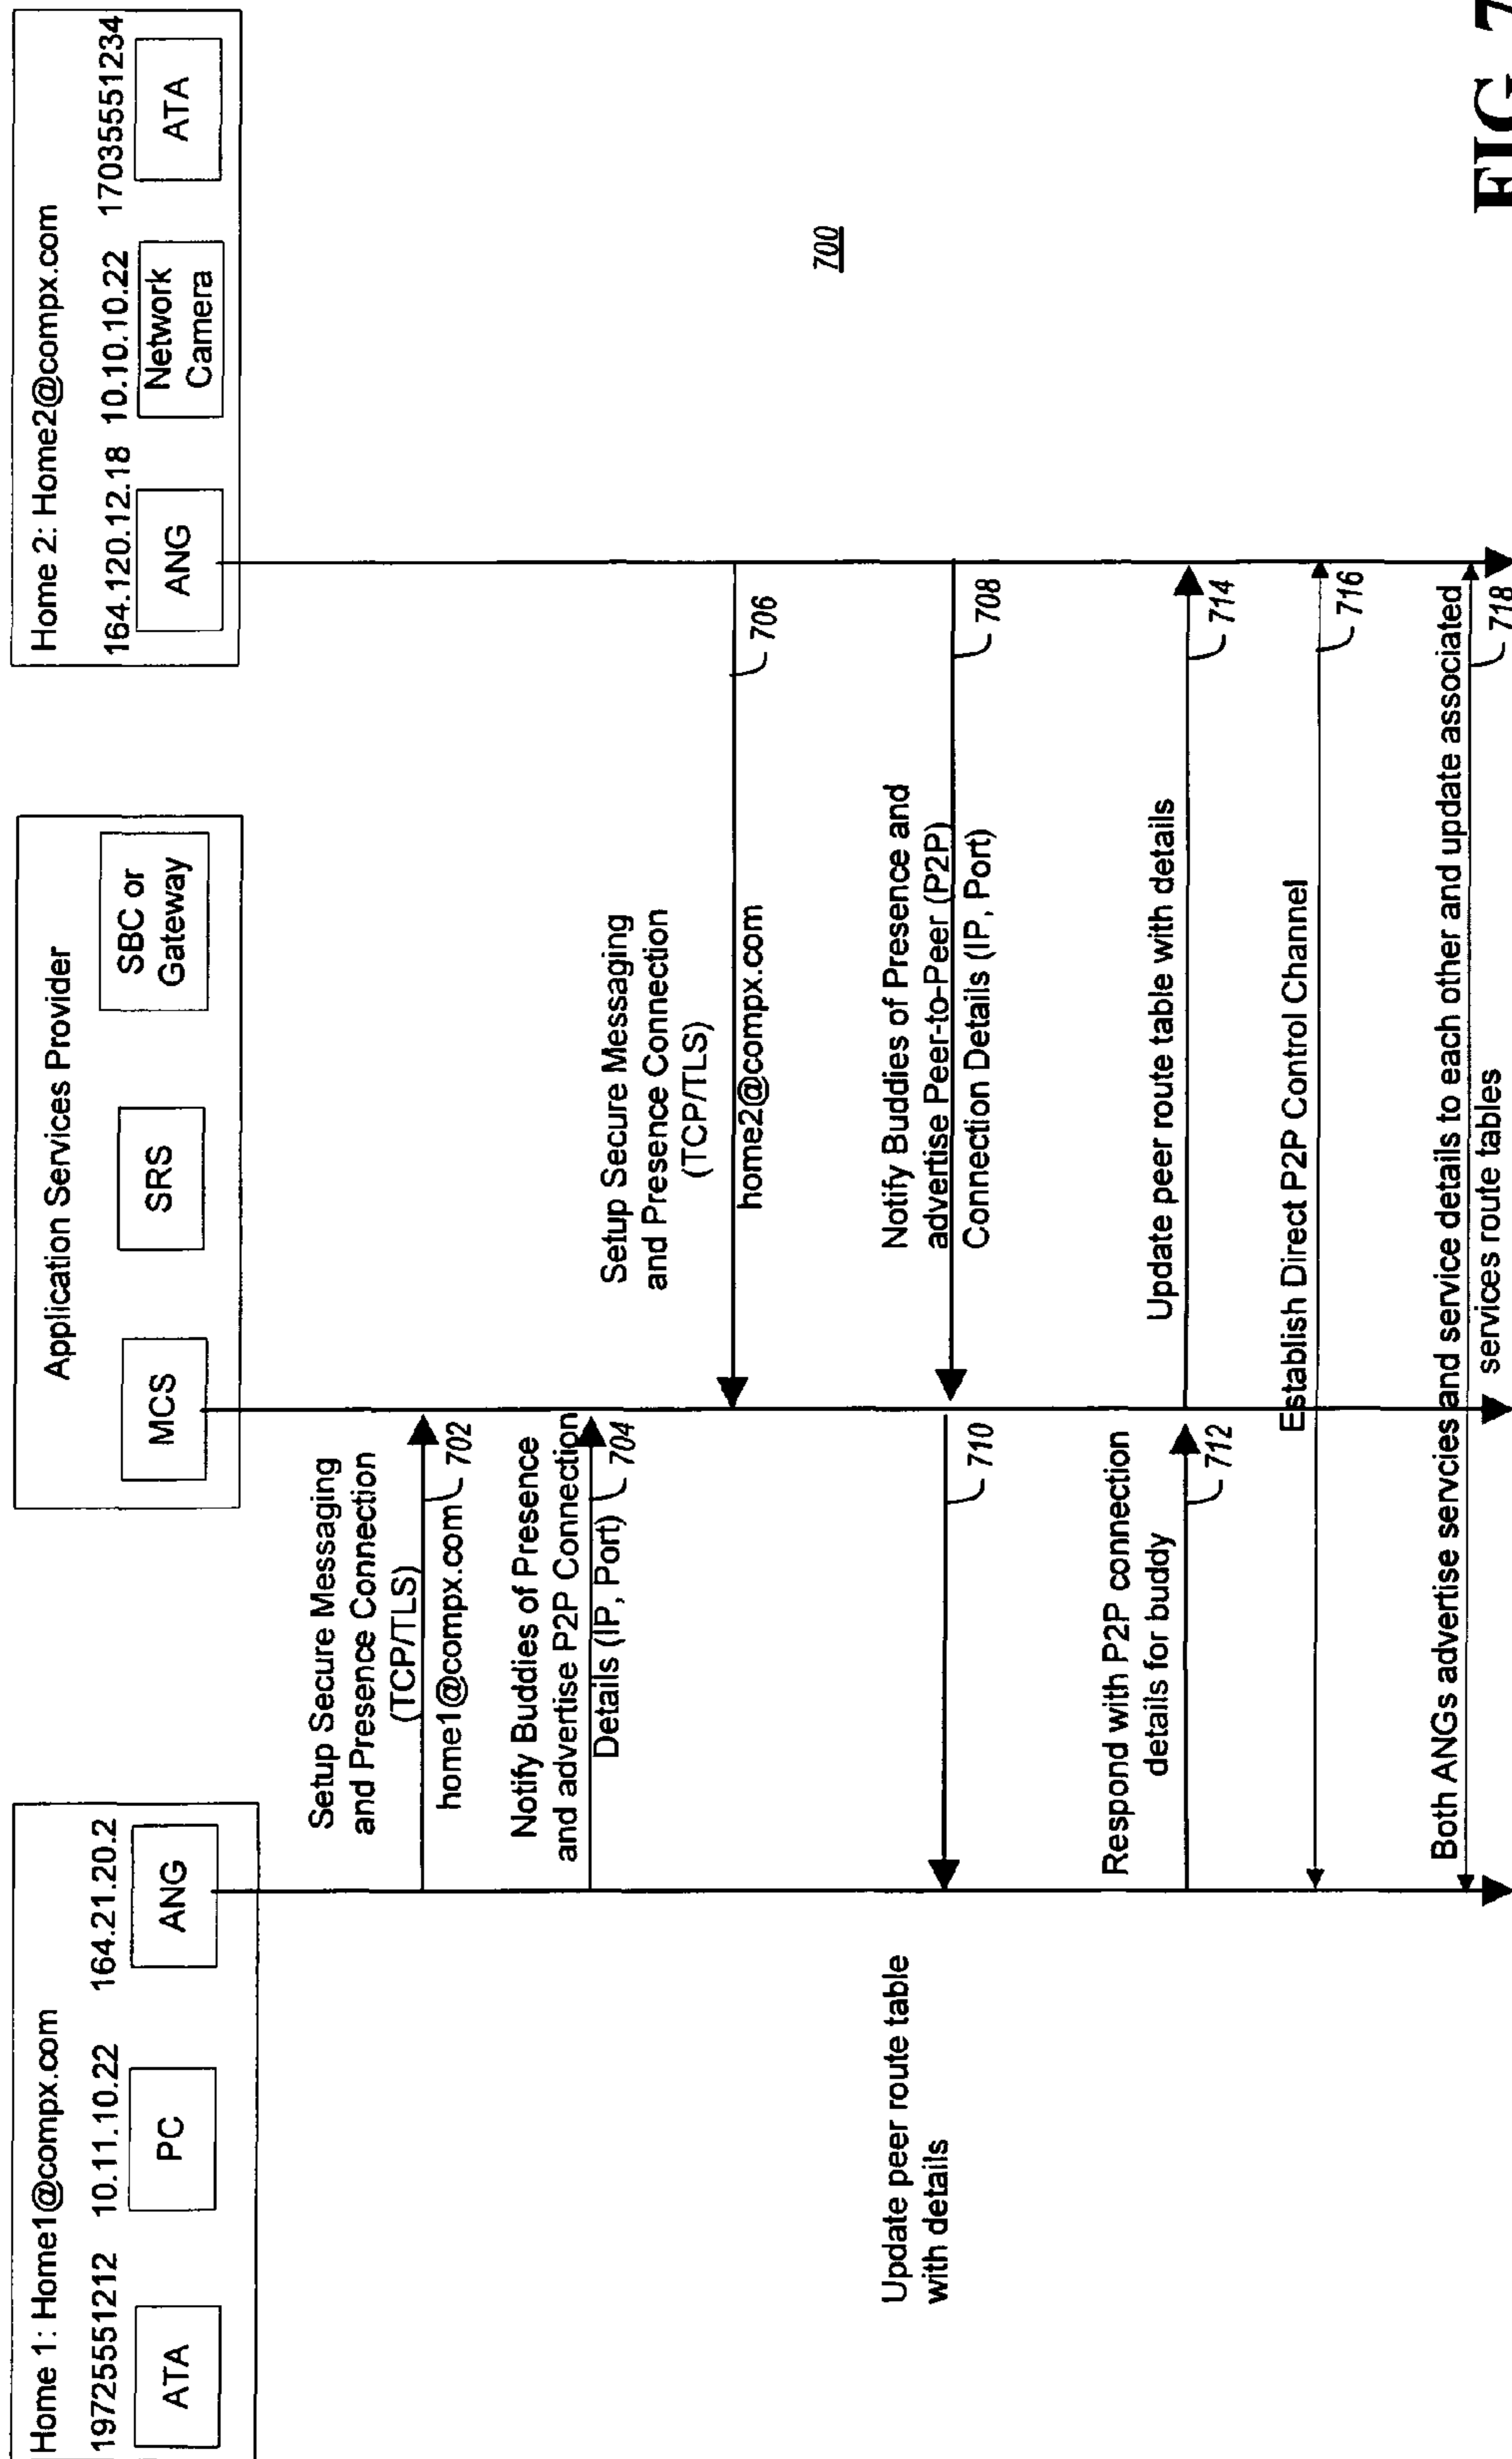 Home 1: Home1@compx.com
19725551212 10.11.10.22 164.21.20.2
ATA
PC
ANG
Application Services Provider
MCS
SRS
SBC or
Gateway
Home 2: Home2@compx.com
164.120.12.18 10.10.10.22 17035551234
ANG
Network
Camera
ATA
Setup Secure Messaging
and Presence Connection
(TCP/TLS)
702
home1@compx.com
Notify Buddies of Presence
and advertise P2P Connection
704
Details (IP, Port)
Setup Secure Messaging
and Presence Connection
(TCP/TLS)
706
home2@compx.com
700
Notify Buddies of Presence and
advertise Peer-to-Peer (P2P)
Connection Details (IP, Port)
708
Update peer route table
with details
710
Respond with P2P connection
details for buddy
712
Update peer route table with details
714
Establish Direct P2P Control Channel
716
Both ANGs advertise servcies and service details to each other and update associated
services route tables
718
FIG 7